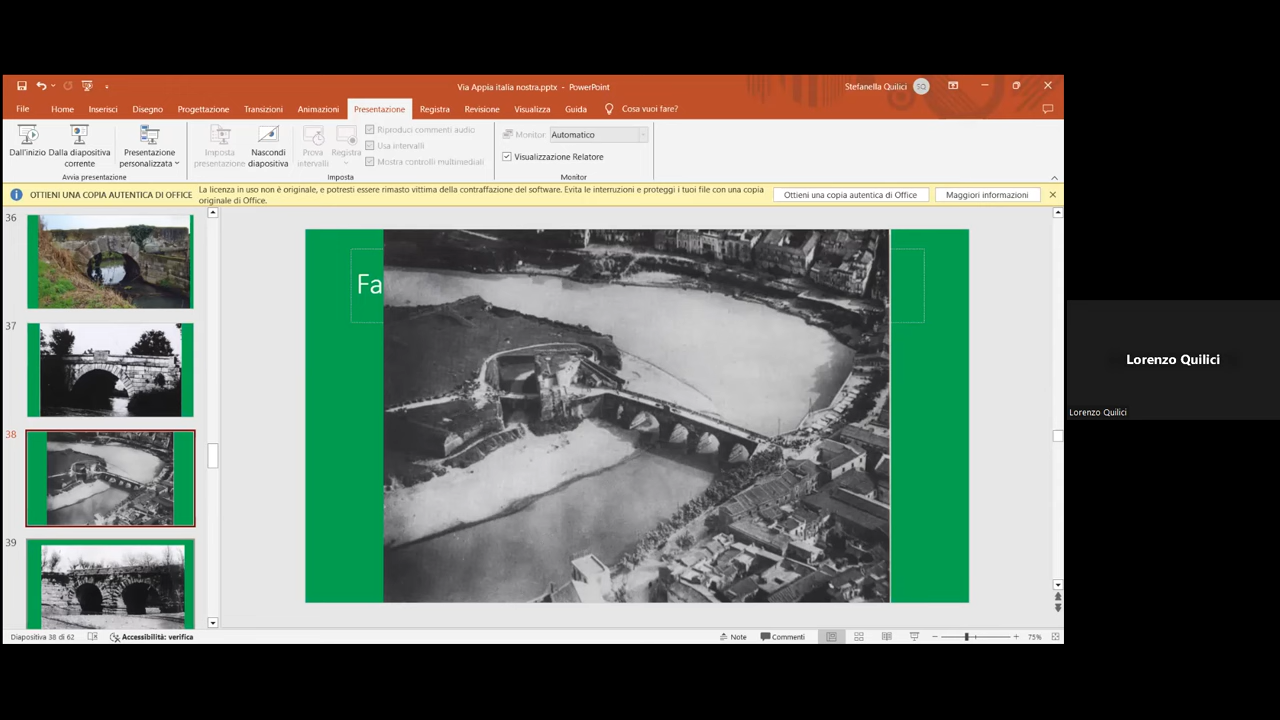 Via Appia italia nostra.pptx - PowerPoint
Stefanella Quilici
SQ
File Home Inserisci Disegno Progettazione Transizioni Animazioni Presentazione Registra Revisione Visualizza Guida Cosa vuoi fare?
Dall'inizio
Dalla diapositiva
corrente
Presentazione
personalizzata
Avvia presentazione
Imposta
presentazione
Nascondi
diapositiva
Prova
intervalli
Registra
Riproduci commenti audio
Usa intervalli
Mostra controlli multimediali
Imposta
Monitor: Automatico
Visualizzazione Relatore
Monitor
OTTIENI UNA COPIA AUTENTICA DI OFFICE
La licenza in uso non è originale, e potresti essere rimasto vittima della contraffazione del software. Evita le interruzioni e proteggi i tuoi file con una copia
originale di Office.
Ottieni una copia autentica di Office
Maggiori informazioni
36
37
38
39
Fa
Lorenzo Quilici
Lorenzo Quilici
Diapositiva 38 di 62
Accessibilità: verifica
Note
Commenti
75%